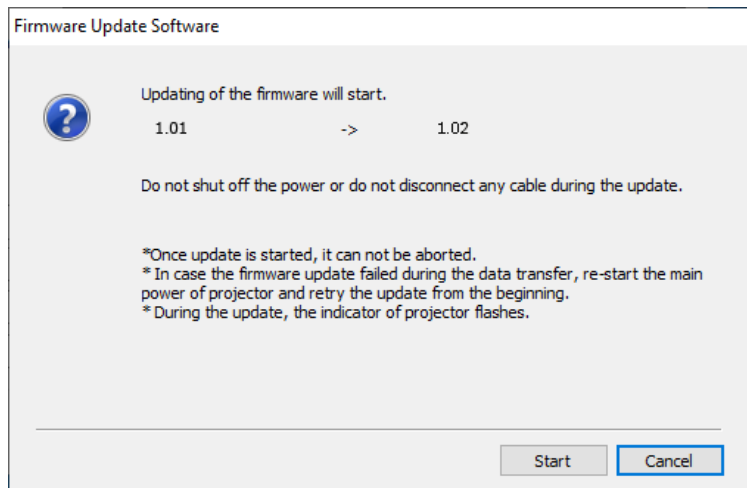 Firmware Update Software
Updating of the firmware will start.
1.01 -> 1.02
Do not shut off the power or do not disconnect any cable during the update.
*Once update is started, it can not be aborted.
* In case the firmware update failed during the data transfer, re-start the main
power of projector and retry the update from the beginning.
* During the update, the indicator of projector flashes.
Start Cancel